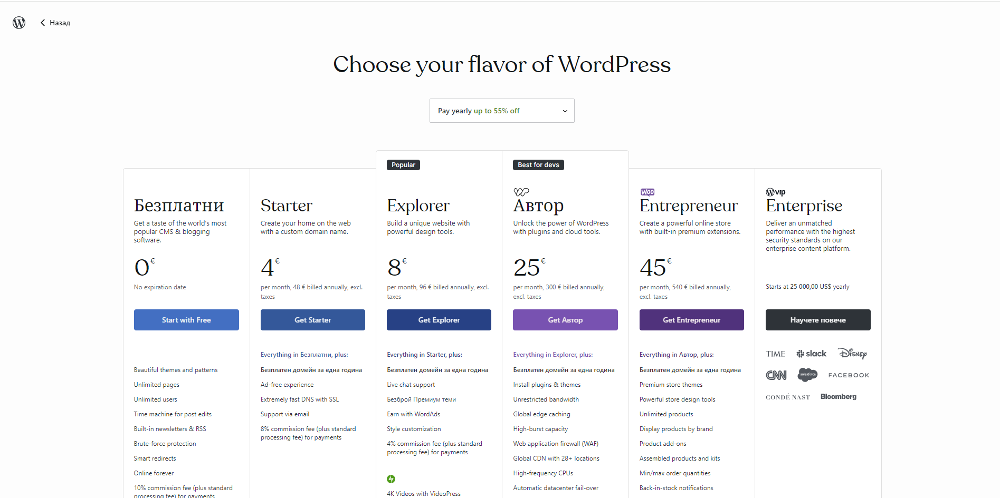 Назад
Choose your flavor of WordPress
Pay yearly up to 55% off
Безплатни
Get a taste of the world's most
popular CMS & blogging
software.
0€
No expiration date
Start with Free
Beautiful themes and patterns
Unlimited pages
Unlimited users
Time machine for post edits
Built-in newsletters & RSS
Brute-force protection
Smart redirects
Online forever
10% commission fee (plus standard
processing fee) for payments
Starter
Create your home on the web
with a custom domain name.
4€
per month, 48 € billed annually, excl.
taxes
Get Starter
Everything in Безплатни, plus:
Безплатен домейн за една година
Ad-free experience
Extremely fast DNS with SSL
Support via email
8% commission fee (plus standard
processing fee) for payments
Popular
Explorer
Build a unique website with
powerful design tools.
8€
per month, 96 € billed annually, excl.
taxes
Get Explorer
Everything in Starter, plus:
Безплатен домейн за една година
Live chat support
Безброй Премиум теми
Earn with WordAds
Style customization
4% commission fee (plus standard
processing fee) for payments
4K Videos with VideoPress
Best for devs
Автор
Unlock the power of WordPress
with plugins and cloud tools.
25€
per month, 300 € billed annually,
excl. taxes
Get Автор
Everything in Explorer, plus:
Безплатен домейн за една година
Install plugins & themes
Unrestricted bandwidth
Global edge caching
High-burst capacity
Web application firewall (WAF)
Global CDN with 28+ locations
High-frequency CPUs
Automatic datacenter fail-over
WOO
Entrepreneur
Create a powerful online store
with built-in premium extensions.
45€
per month, 540 € billed annually,
excl. taxes
Get Entrepreneur
Everything in Автор, plus:
Безплатен домейн за една година
Premium store themes
Powerful store design tools
Unlimited products
Display products by brand
Product add-ons
Assembled products and kits
Min/max order quantities
Back-in-stock notifications
vip
Enterprise
Deliver an unmatched
performance with the highest
security standards on our
enterprise content platform.
Starts at 25 000,00 US$ yearly
Научете повече
TIME slack Disney
CNN salesforce FACEBOOK
CONDÉ NAST Bloomberg